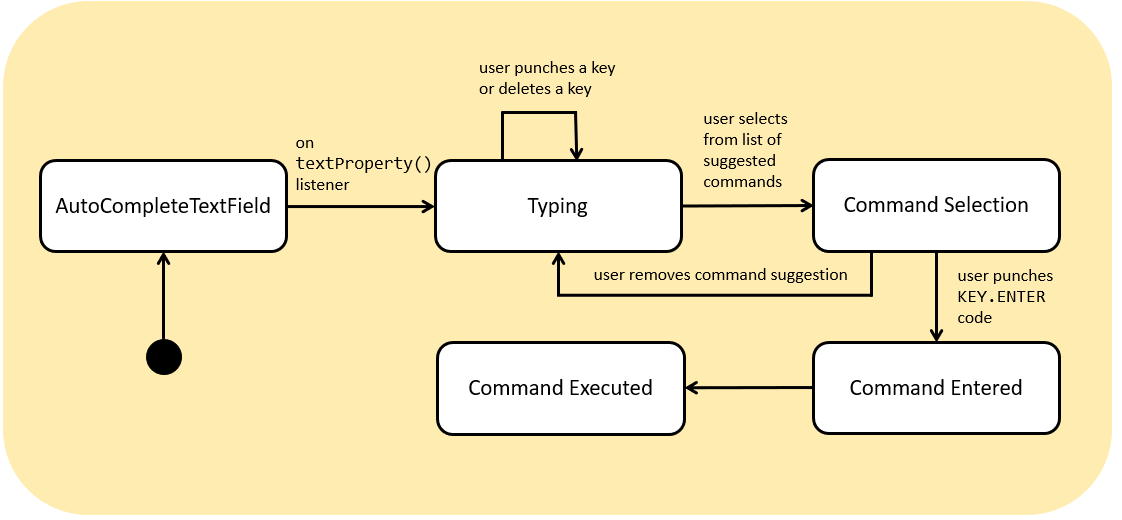 user punches a key
or deletes a key
user selects
from list of
suggested
commands
on
textProperty()
listener
AutoCompleteTextField
Typing
Command Selection
user removes command suggestion
user punches
KEY.ENTER
code
Command Executed
Command Entered